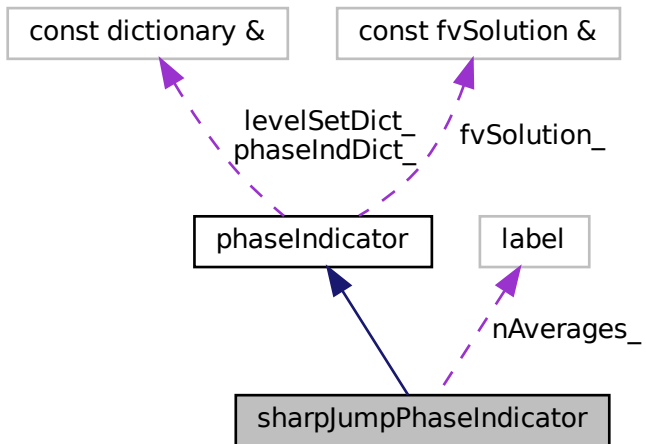 const dictionary &
const fvSolution &
levelSetDict_
phaseIndDict_
fvSolution_
phaseIndicator
label
nAverages_
sharpJumpPhaseIndicator